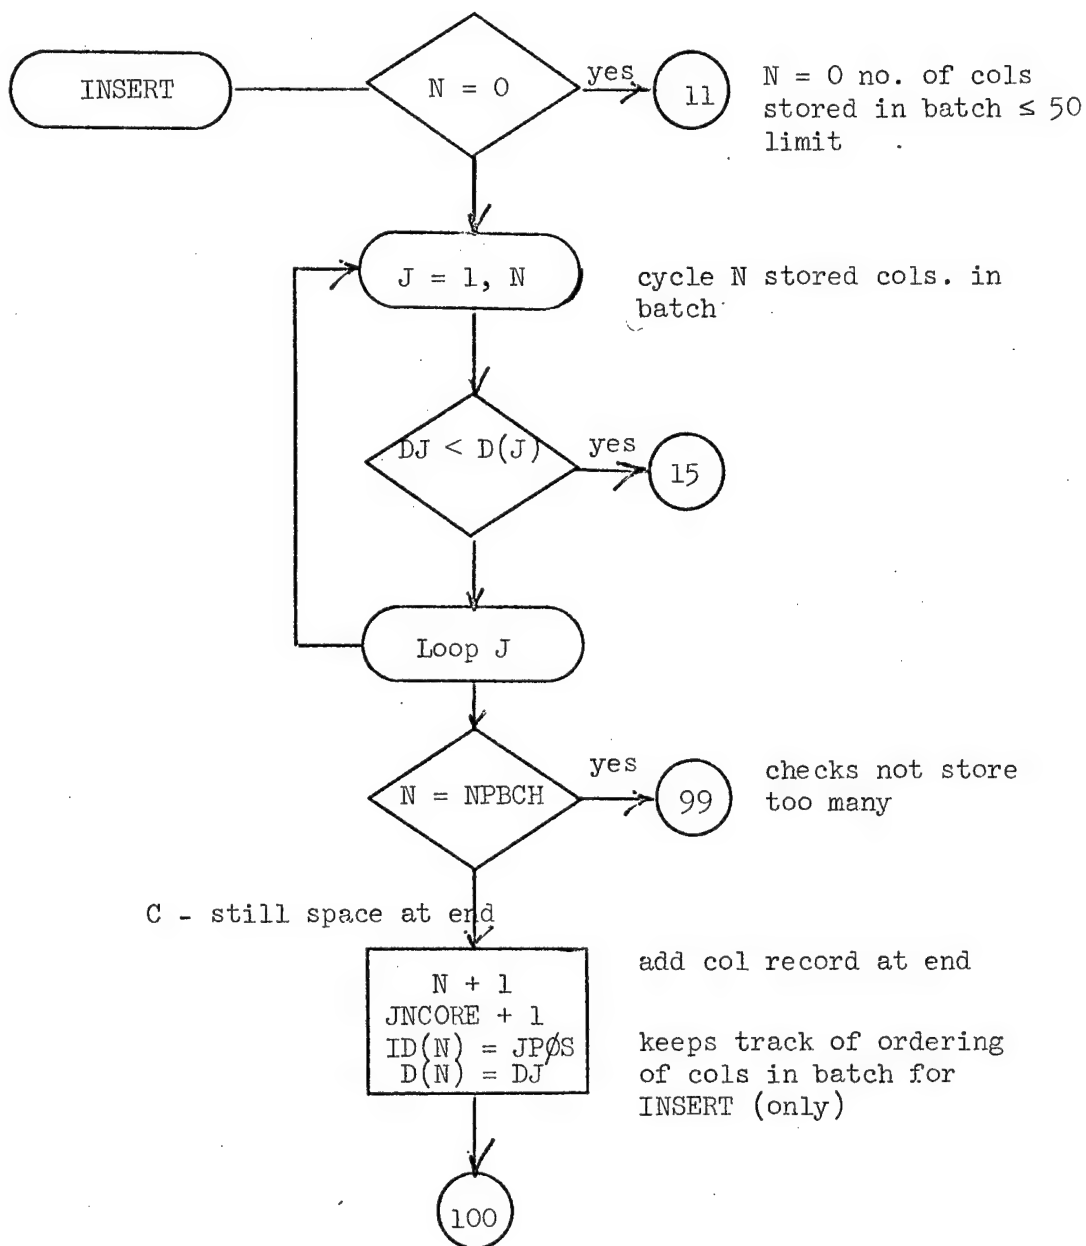 INSERT
N = 0
yes
11
N = 0 no. of cols
stored in batch ≤ 50
limit
J = 1, N
cycle N stored cols. in
batch
DJ < D(J)
yes
15
Loop J
N = NPBCH
yes
99
checks not store
too many
C - still space at end
N + 1
JNCORE + 1
ID(N) = JPØS
D(N) = DJ
add col record at end
keeps track of ordering
of cols in batch for
INSERT (only)
100